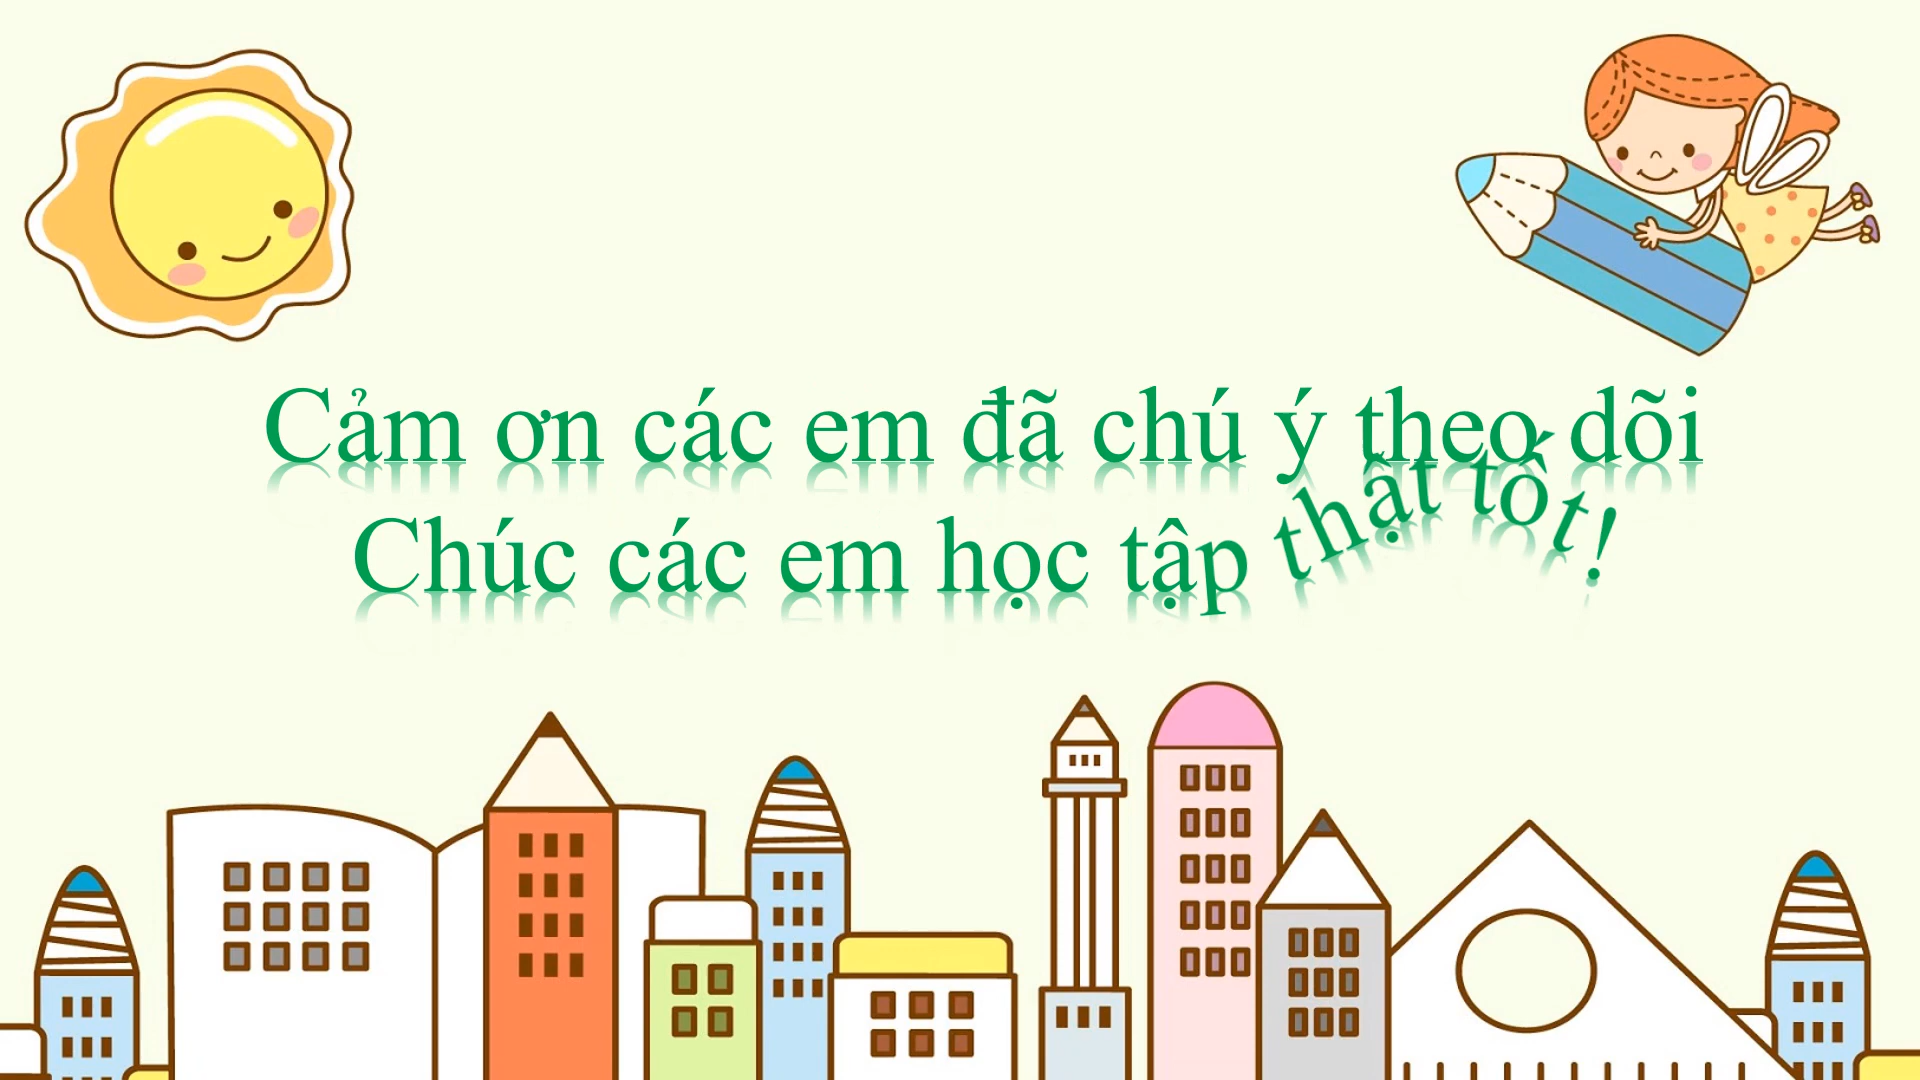 Cảm ơn các em đã chú ý theo dõi
Chúc các em học tập thật tốt!